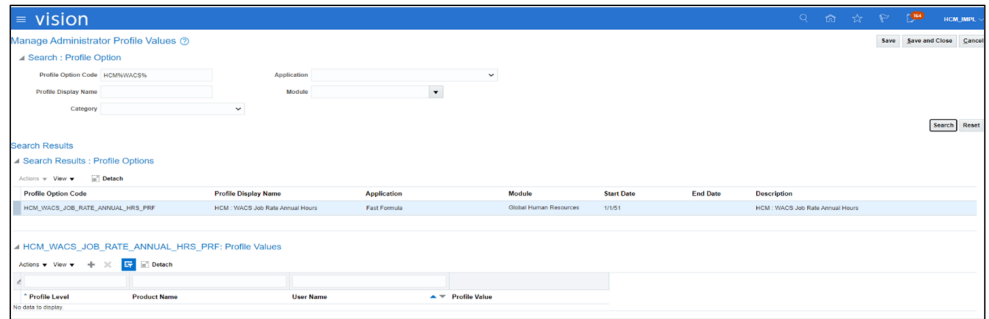 vision
164
HCM_IMPL
Manage Administrator Profile Values
Save Save and Close Cancel
Search : Profile Option
Profile Option Code HCM%WACS% Application
Profile Display Name Module
Category
Search Reset
Search Results
Search Results : Profile Options
Actions View Detach
Profile Option Code Profile Display Name Application Module Start Date End Date Description
HCM_WACS_JOB_RATE_ANNUAL_HRS_PRF HCM : WACS Job Rate Annual Hours Fast Formula Global Human Resources 1/1/51 HCM : WACS Job Rate Annual Hours
HCM_WACS_JOB_RATE_ANNUAL_HRS_PRF: Profile Values
Actions View Detach
* Profile Level Product Name User Name Profile Value
No data to display.